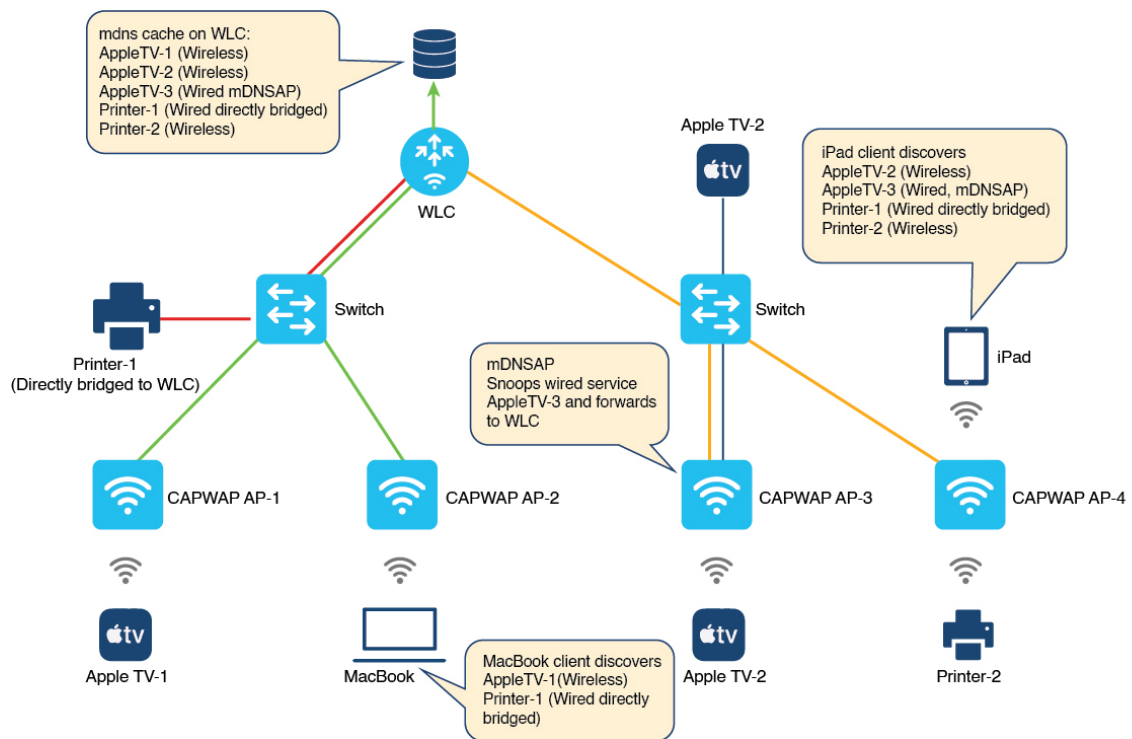 mdns cache on WLC:
AppleTV-1 (Wireless)
AppleTV-2 (Wireless)
AppleTV-3 (Wired mDNSAP)
Printer-1 (Wired directly bridged)
Printer-2 (Wireless)
WLC
Apple TV-2
tv
iPad client discovers
AppleTV-2 (Wireless)
AppleTV-3 (Wired, mDNSAP)
Printer-1 (Wired directly bridged)
Printer-2 (Wireless)
Printer-1
(Directly bridged to WLC)
Switch
Switch
iPad
mDNSAP
Snoops wired service
AppleTV-3 and forwards
to WLC
CAPWAP AP-1
CAPWAP AP-2
CAPWAP AP-3
CAPWAP AP-4
tv
Apple TV-1
MacBook
MacBook client discovers
AppleTV-1(Wireless)
Printer-1 (Wired directly
bridged)
tv
Apple TV-2
Printer-2